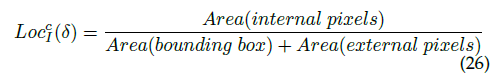 Loc_I^c(δ) = Area(internal pixels) / Area(bounding box) + Area(external pixels)
(26)